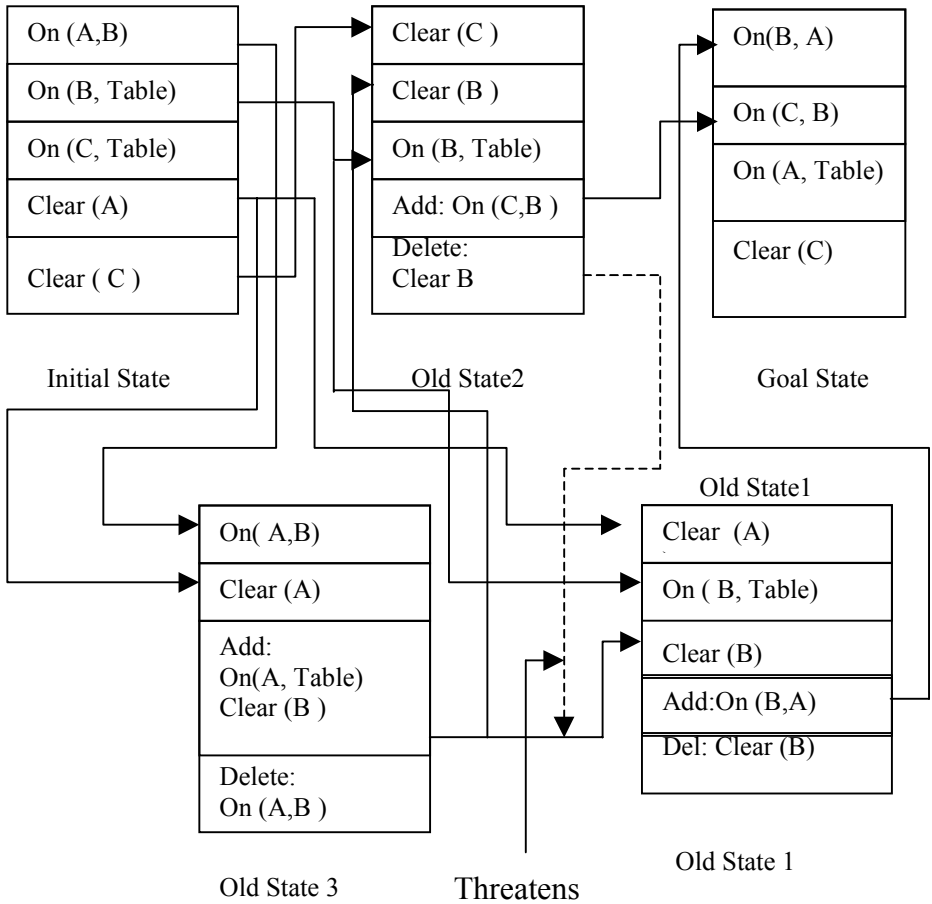 On (A,B)
On (B, Table)
On (C, Table)
Clear (A)
Clear ( C )
Initial State
Clear (C )
Clear (B )
On (B, Table)
Add: On (C,B )
Delete:
Clear B
Old State2
On(B, A)
On (C, B)
On (A, Table)
Clear (C)
Goal State
On( A,B)
Clear (A)
Add:
On(A, Table)
Clear (B )
Delete:
On (A,B )
Old State 3
Threatens
Old State1
Clear (A)
On ( B, Table)
Clear (B)
Add:On (B,A)
Del: Clear (B)
Old State 1